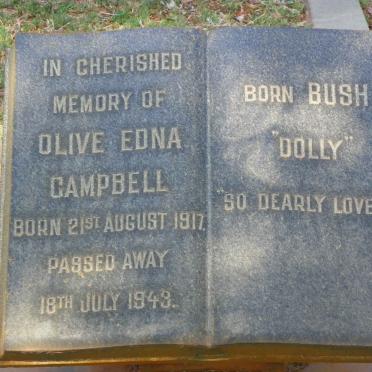 IN CHERISHED
MEMORY OF
OLIVE EDNA
CAMPBELL
BORN 21ST AUGUST 1917
PASSED AWAY
18TH JULY 1943.
BORN BUSH
"DOLLY"
"SO DEARLY LOVE